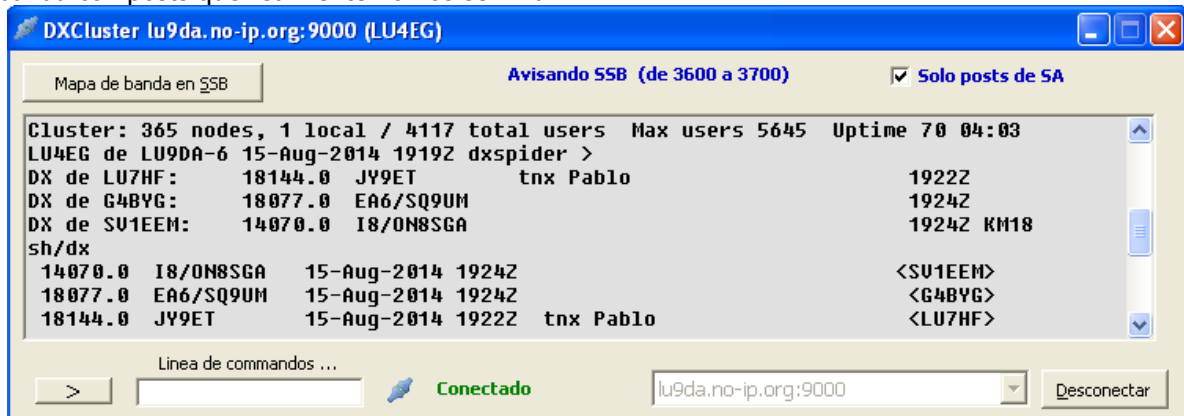 DXCluster lu9da.no-ip.org:9000 (LU4EG)
Mapa de banda en SSB
Avisando SSB (de 3600 a 3700)
Solo posts de SA
Cluster: 365 nodes, 1 local / 4117 total users Max users 5645 Uptime 70 04:03
LU4EG de LU9DA-6 15-Aug-2014 1919Z dxspider >
DX de LU7HF: 18144.0 JY9ET tnx Pablo 1922Z
DX de G4BYG: 18077.0 EA6/SQ9UM 1924Z
DX de SV1EEM: 14070.0 I8/ON8SGA 1924Z KM18
sh/dx
14070.0 I8/ON8SGA 15-Aug-2014 1924Z <SV1EEM>
18077.0 EA6/SQ9UM 15-Aug-2014 1924Z <G4BYG>
18144.0 JY9ET 15-Aug-2014 1922Z tnx Pablo <LU7HF>
Linea de commandos ...
>
Conectado
lu9da.no-ip.org:9000
Desconectar